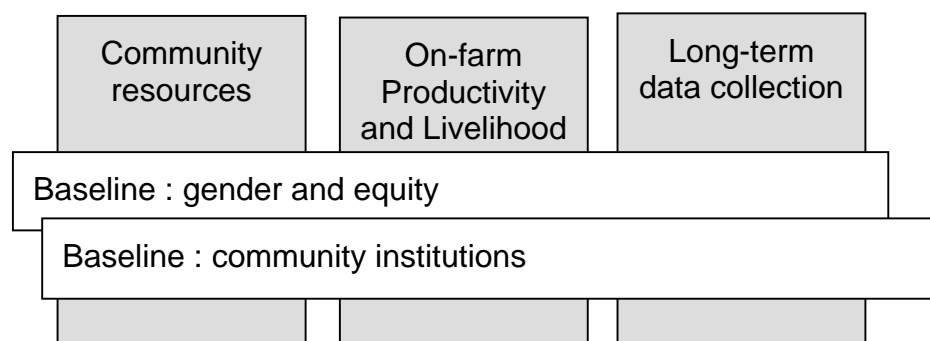 Community
resources
On-farm
Productivity
and Livelihood
Long-term
data collection
Baseline : gender and equity
Baseline : community institutions